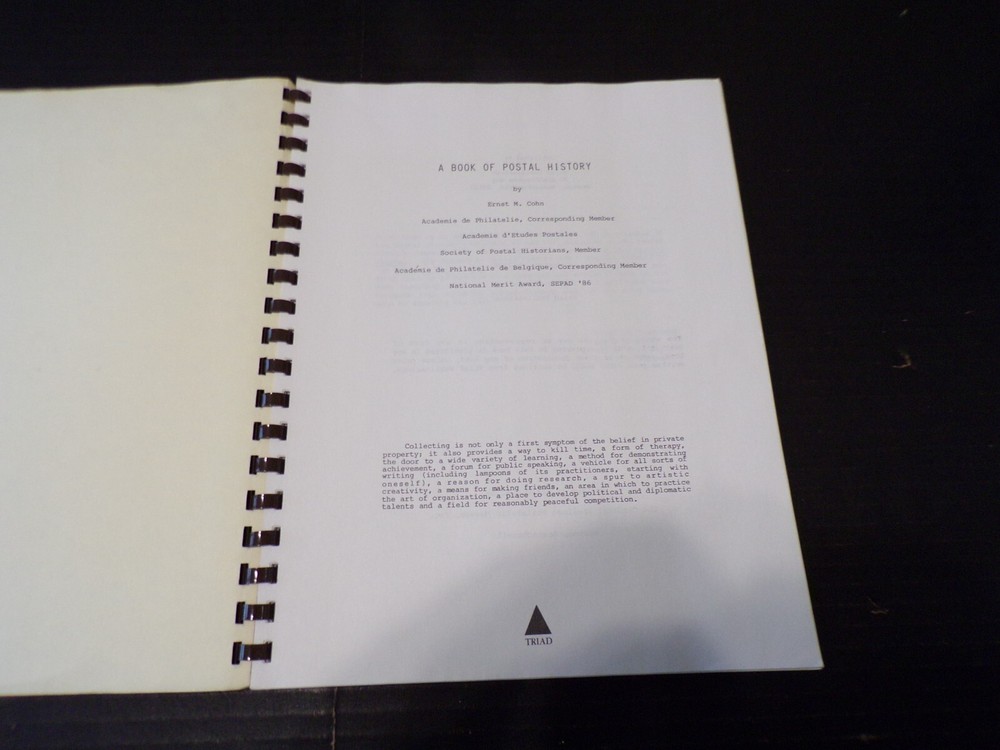 A BOOK OF POSTAL HISTORY
by
Ernst M. Cohn
Academie de Philatelie, Corresponding Member
Academie d'Etudes Postales
Society of Postal Historians, Member
Académie de Philatelie de Belgique, Corresponding Member
National Merit Award, SEPAD '86
Collecting is not only a first symptom of the belief in private
property; it also provides a way to kill time, a form of therapy,
the door to a wide variety of learning, a method for demonstrating
achievement, a forum for public speaking, a vehicle for all sorts of
writing (including lampoons of its practitioners, starting with
oneself), a reason for doing research, a spur to artistic
creativity, a means for making friends, an area in which to practice
the art of organization, a place to develop political and diplomatic
talents and a field for reasonably peaceful competition.
TRIAD